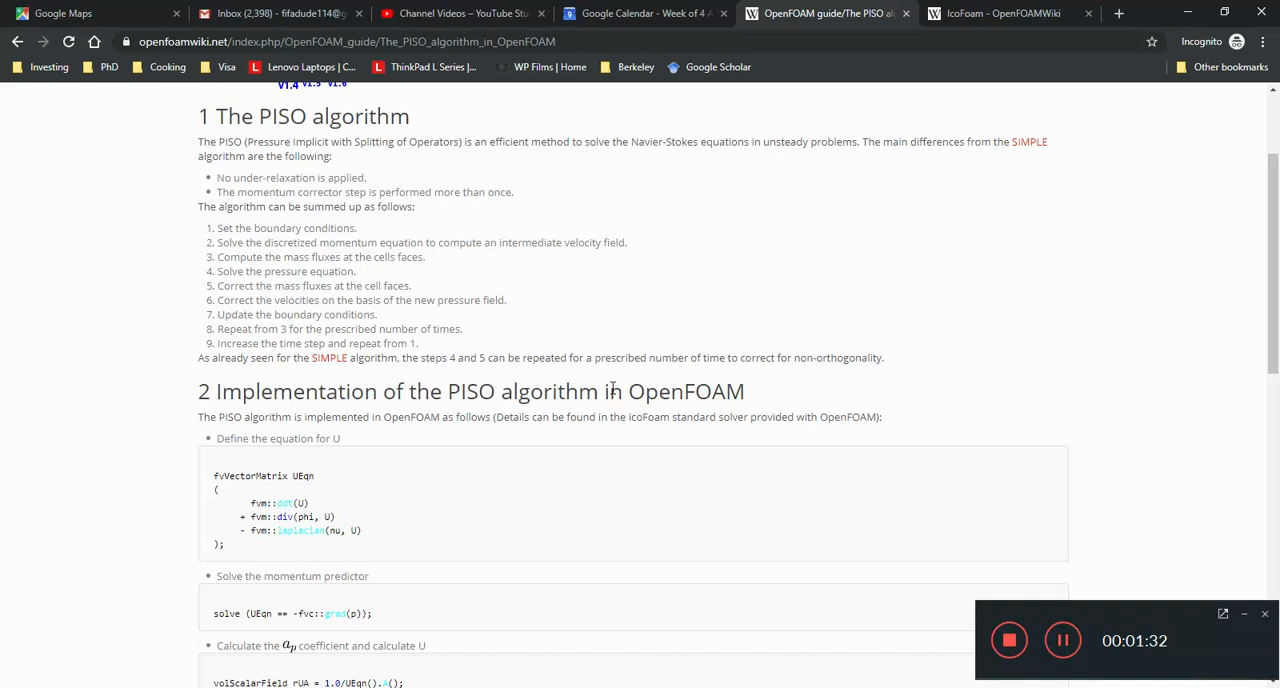 Google Maps
Inbox (2,398) - fifadude114@g
Channel Videos – YouTube Stu
Google Calendar - Week of 4 A
OpenFOAM guide/The PISO al
IcoFoam - OpenFOAMWiki
openfoamwiki.net/index.php/OpenFOAM_guide/The_PISO_algorithm_in_OpenFOAM
Incognito
Investing
PhD
Cooking
Visa
Lenovo Laptops | C...
ThinkPad L Series |...
WP Films | Home
Berkeley
Google Scholar
Other bookmarks
V1.4 V1.5 V1.6
1 The PISO algorithm
The PISO (Pressure Implicit with Splitting of Operators) is an efficient method to solve the Navier-Stokes equations in unsteady problems. The main differences from the SIMPLE
algorithm are the following:
No under-relaxation is applied.
The momentum corrector step is performed more than once.
The algorithm can be summed up as follows:
1. Set the boundary conditions.
2. Solve the discretized momentum equation to compute an intermediate velocity field.
3. Compute the mass fluxes at the cells faces.
4. Solve the pressure equation.
5. Correct the mass fluxes at the cell faces.
6. Correct the velocities on the basis of the new pressure field.
7. Update the boundary conditions.
8. Repeat from 3 for the prescribed number of times.
9. Increase the time step and repeat from 1.
As already seen for the SIMPLE algorithm, the steps 4 and 5 can be repeated for a prescribed number of time to correct for non-orthogonality.
2 Implementation of the PISO algorithm in OpenFOAM
The PISO algorithm is implemented in OpenFOAM as follows (Details can be found in the icoFoam standard solver provided with OpenFOAM):
Define the equation for U
fvVectorMatrix UEqn
(
fvm::ddt(U)
+ fvm::div(phi, U)
- fvm::laplacian(nu, U)
);
Solve the momentum predictor
solve (UEqn == -fvc::grad(p));
Calculate the a_p coefficient and calculate U
volScalarField rUA = 1.0/UEqn().A();
00:01:32